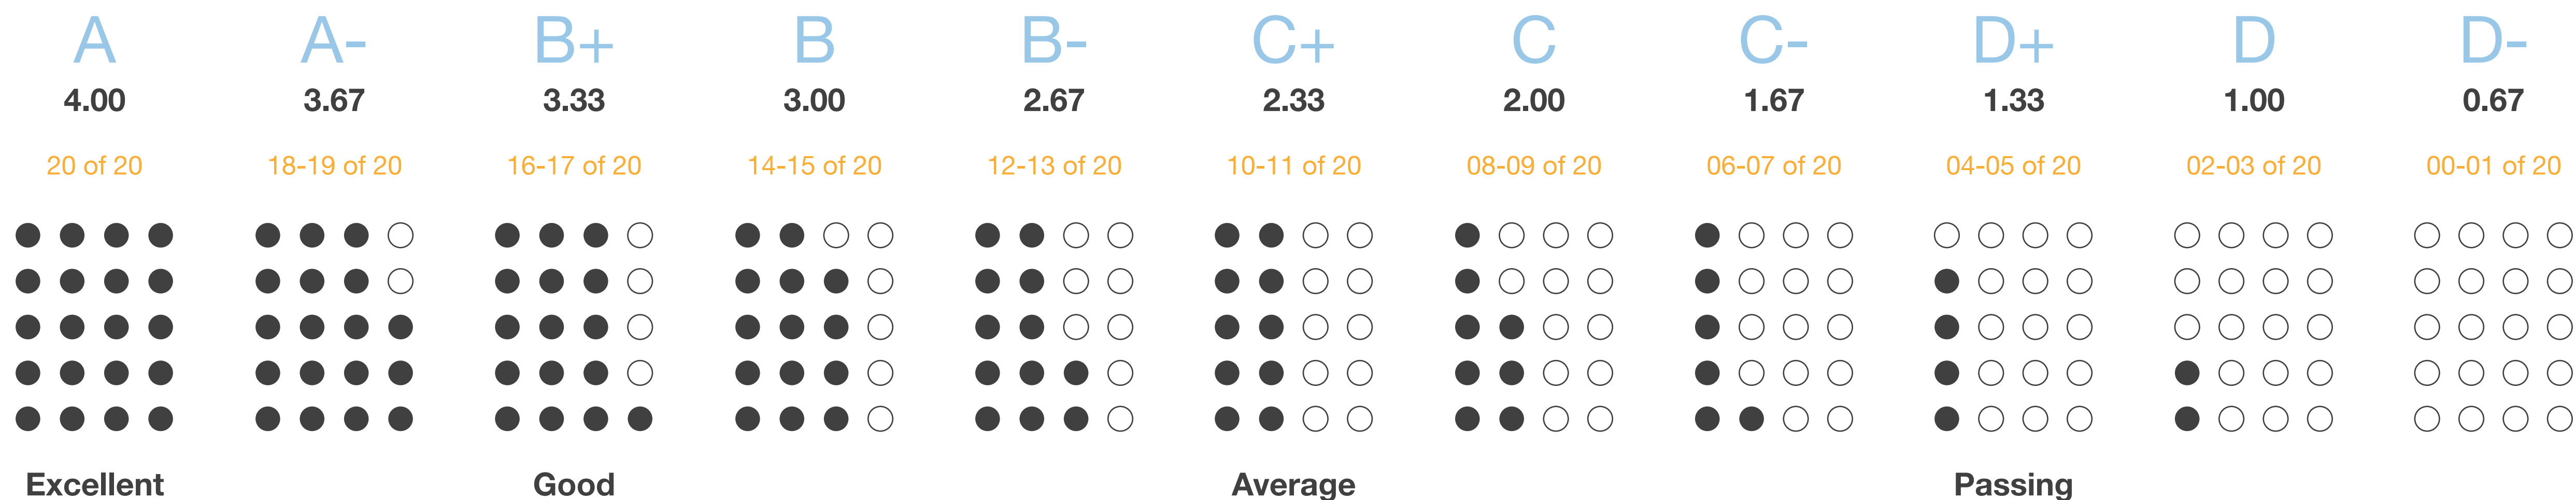 A A- B+ B B- C+ C C- D+ D D-
4.00 3.67 3.33 3.00 2.67 2.33 2.00 1.67 1.33 1.00 0.67
20 of 20 18-19 of 20 16-17 of 20 14-15 of 20 12-13 of 20 10-11 of 20 08-09 of 20 06-07 of 20 04-05 of 20 02-03 of 20 00-01 of 20
Excellent Good Average Passing